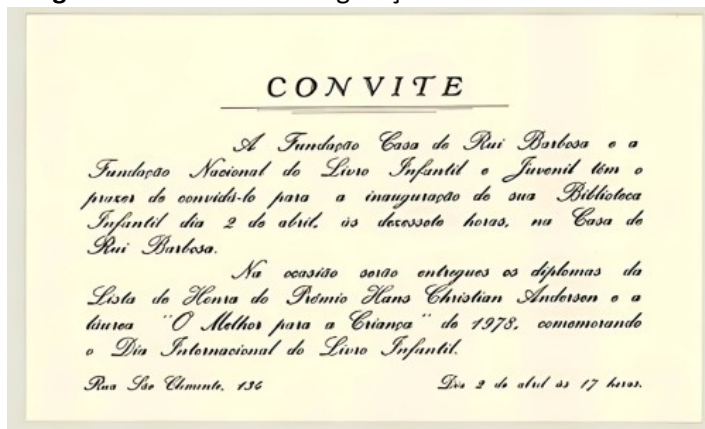 CONVITE
A Fundação Casa de Rui Barbosa e a
Fundação Nacional do Livro Infantil e Juvenil têm o
prazer de convidá-lo para a inauguração de sua Biblioteca
Infantil dia 2 de abril, às dezessete horas, na Casa de
Rui Barbosa.
Na ocasião serão entregues os diplomas da
Lista de Honra do Prêmio Hans Christian Andersen e a
láurea "O Melhor para a Criança" de 1978, comemorando
o Dia Internacional do Livro Infantil.
Rua São Clemente, 134
Dia 2 de abril às 17 horas.